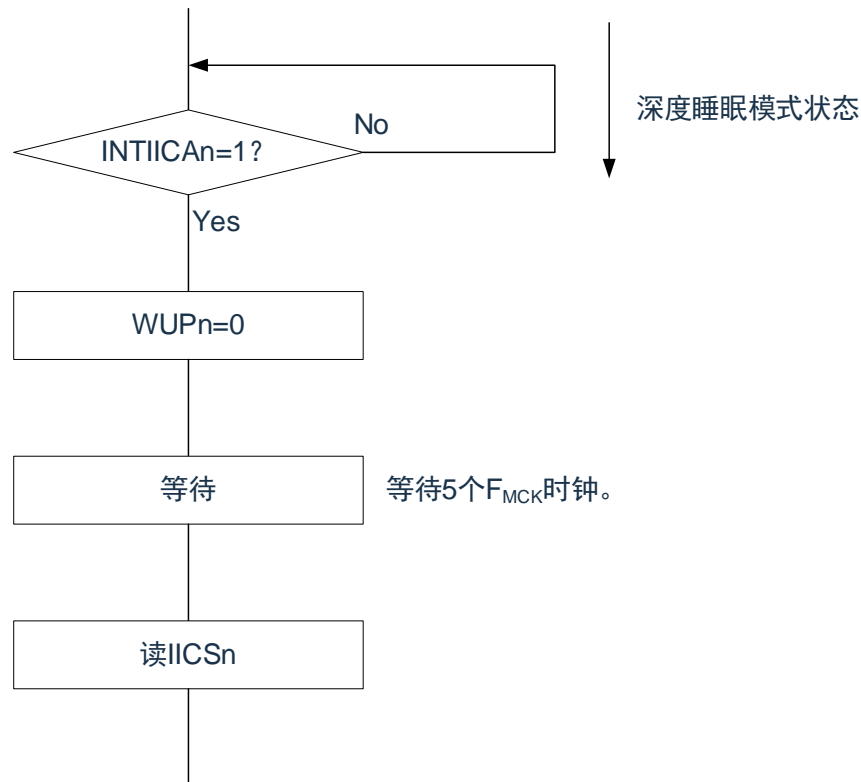 深度睡眠模式状态
No
INTIICAn=1?
Yes
WUPn=0
等待
等待5个FMCK时钟。
读IICSn